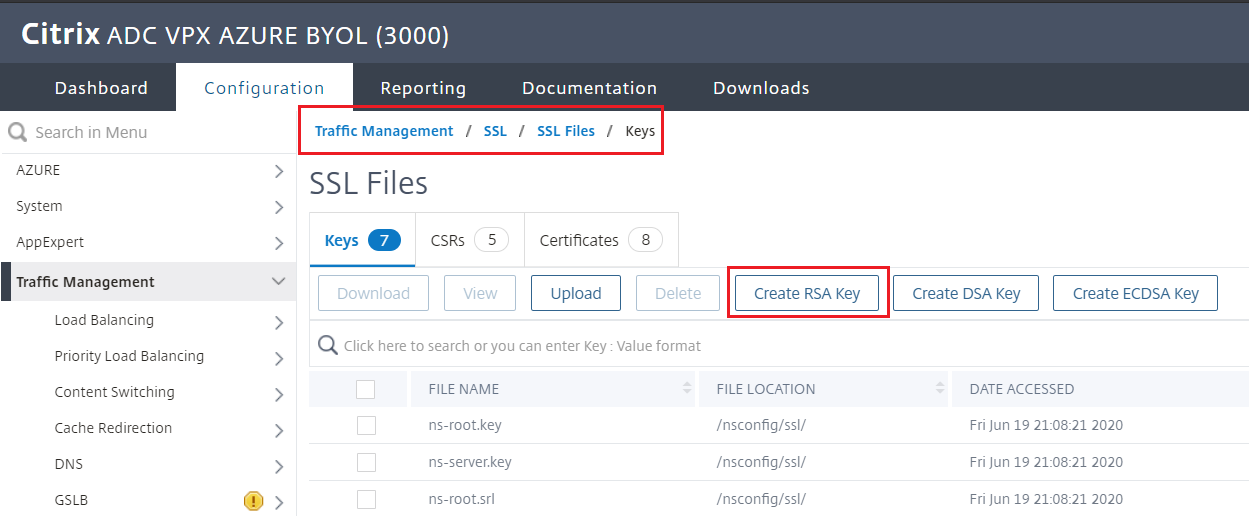 Citrix ADC VPX AZURE BYOL (3000)
Dashboard Configuration Reporting Documentation Downloads
Search in Menu
Traffic Management / SSL / SSL Files / Keys
AZURE
System
AppExpert
Traffic Management
Load Balancing
Priority Load Balancing
Content Switching
Cache Redirection
DNS
GSLB
SSL Files
Keys 7 CSRs 5 Certificates 8
Download View Upload Delete Create RSA Key Create DSA Key Create ECDSA Key
Click here to search or you can enter Key : Value format
FILE NAME FILE LOCATION DATE ACCESSED
ns-root.key /nsconfig/ssl/ Fri Jun 19 21:08:21 2020
ns-server.key /nsconfig/ssl/ Fri Jun 19 21:08:21 2020
ns-root.srl /nsconfig/ssl/ Fri Jun 19 21:08:21 2020